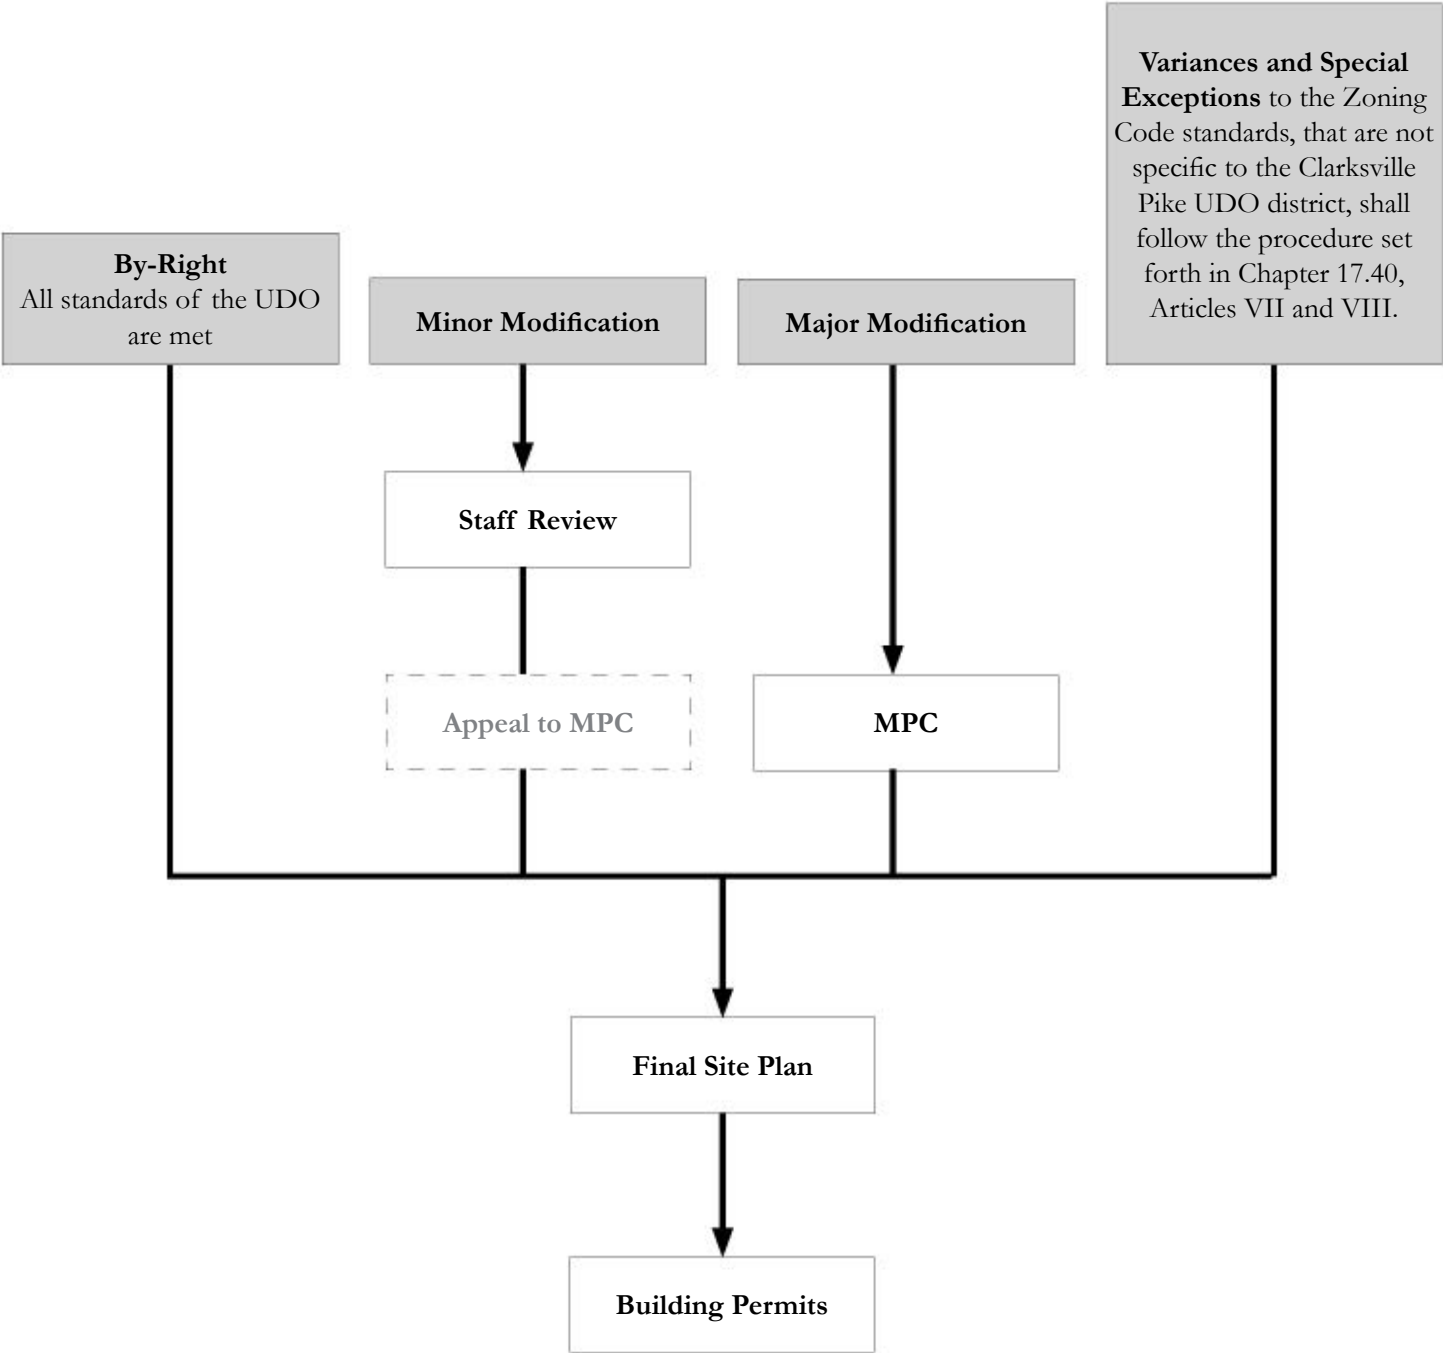 By-Right
All standards of the UDO
are met
Minor Modification
Major Modification
Variances and Special
Exceptions to the Zoning
Code standards, that are not
specific to the Clarksville
Pike UDO district, shall
follow the procedure set
forth in Chapter 17.40,
Articles VII and VIII.
Staff Review
Appeal to MPC
MPC
Final Site Plan
Building Permits